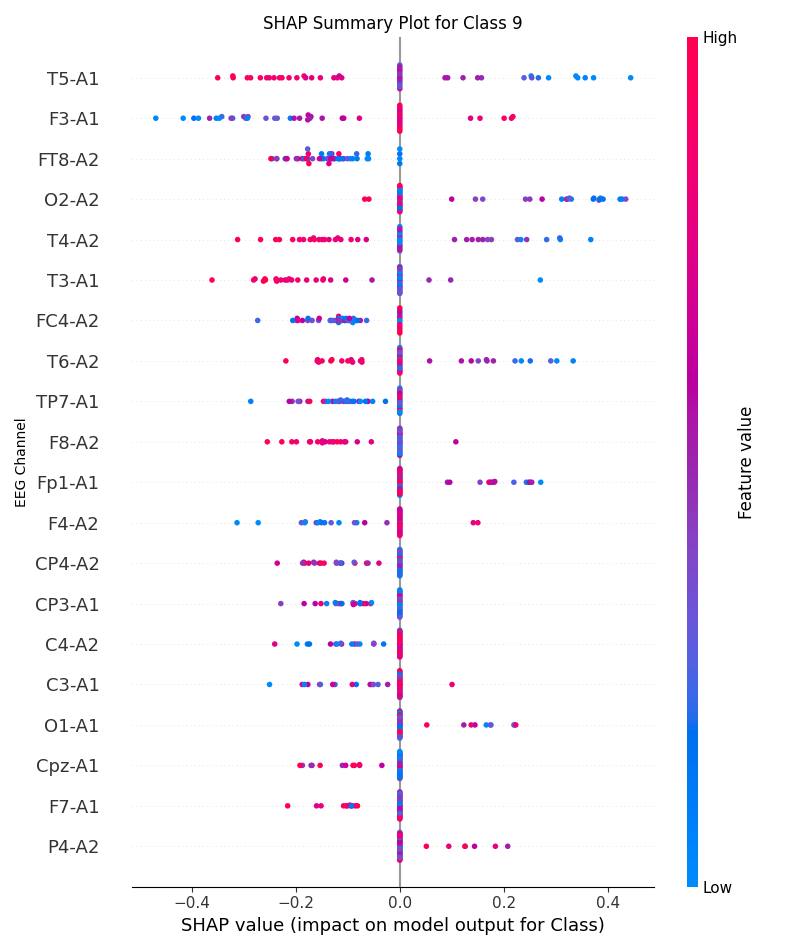 SHAP Summary Plot for Class 9
High
T5-A1
F3-A1
FT8-A2
O2-A2
T4-A2
T3-A1
FC4-A2
T6-A2
TP7-A1
F8-A2
Fp1-A1
F4-A2
CP4-A2
CP3-A1
C4-A2
C3-A1
O1-A1
Cpz-A1
F7-A1
P4-A2
EEG Channel
Feature value
Low
−0.4 −0.2 0.0 0.2 0.4
SHAP value (impact on model output for Class)